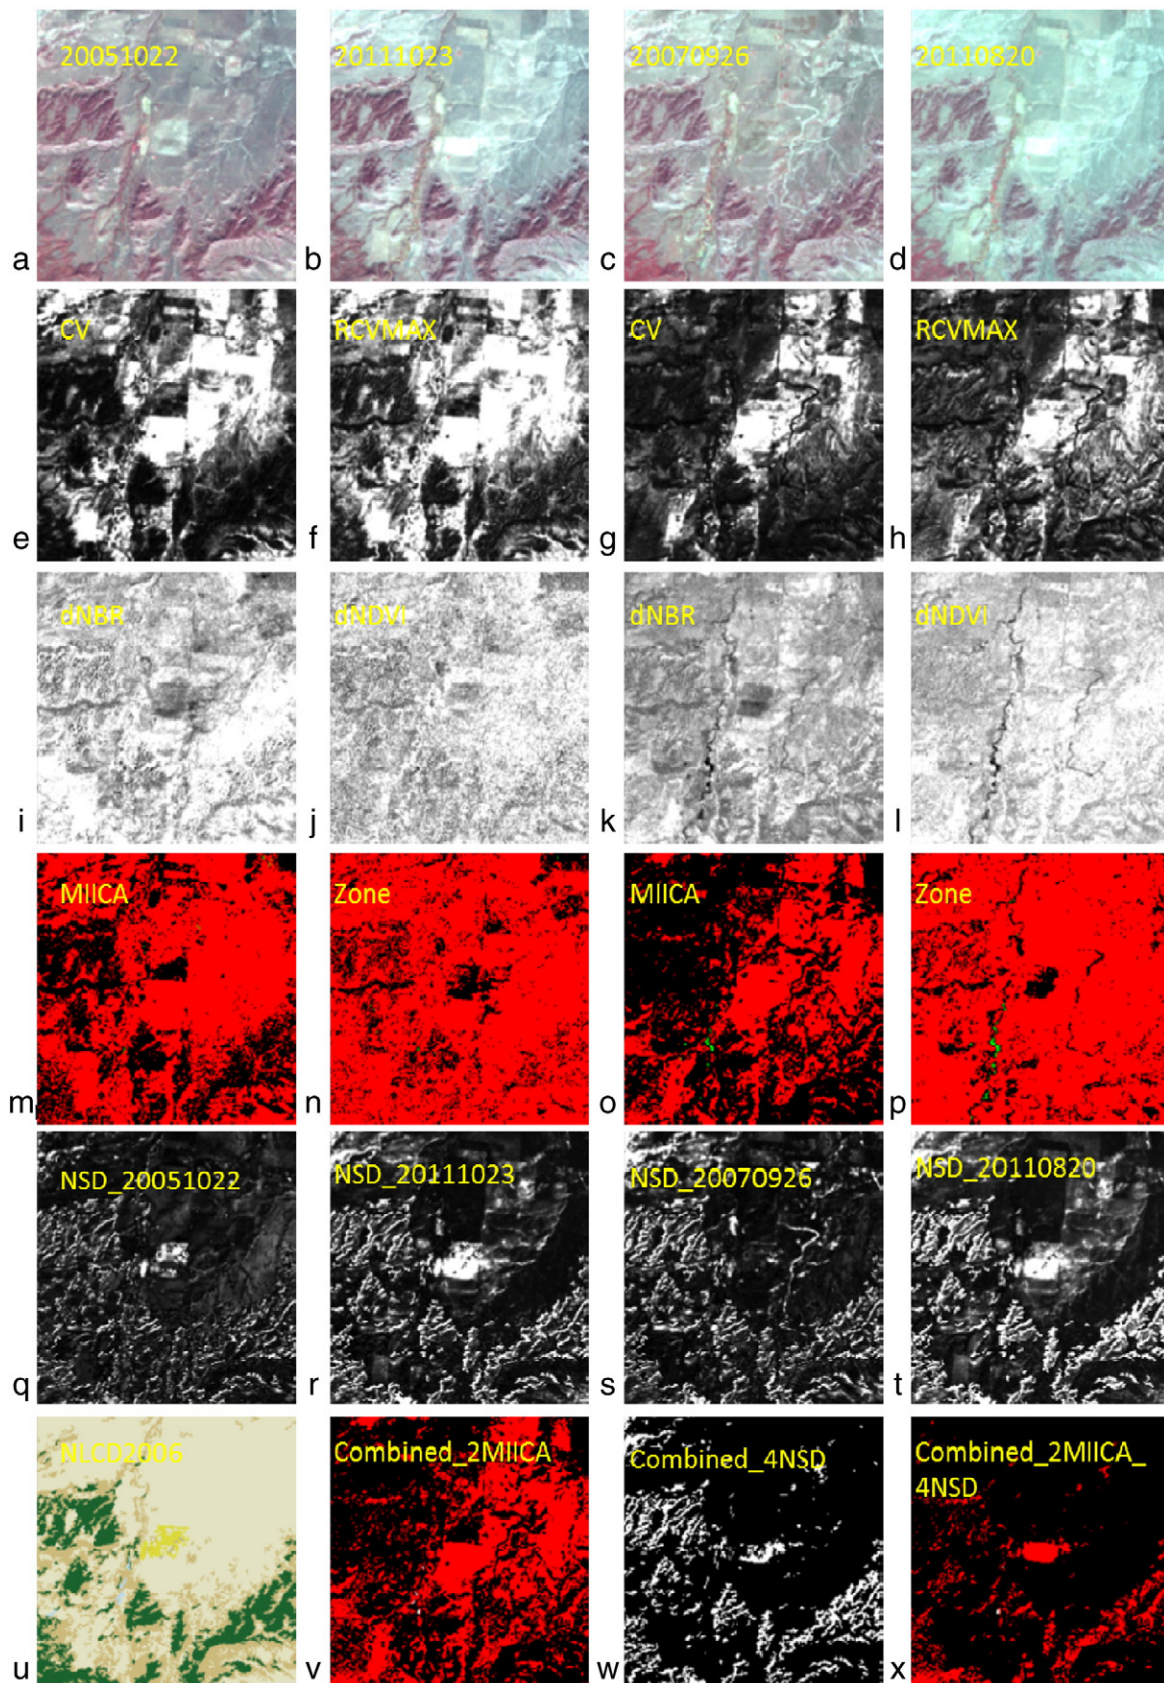 20051022
20111023
20070926
20110820
a
b
c
d
CV
RCVMAX
CV
RCVMAX
e
f
g
h
dNBR
dNDVI
dNBR
dNDVI
i
j
k
l
MIICA
Zone
MIICA
Zone
m
n
o
p
NSD_20051022
NSD_20111023
NSD_20070926
NSD_20110820
q
r
s
t
NLCD2006
Combined_2MIICA
Combined_4NSD
Combined_2MIICA_
4NSD
u
v
w
x